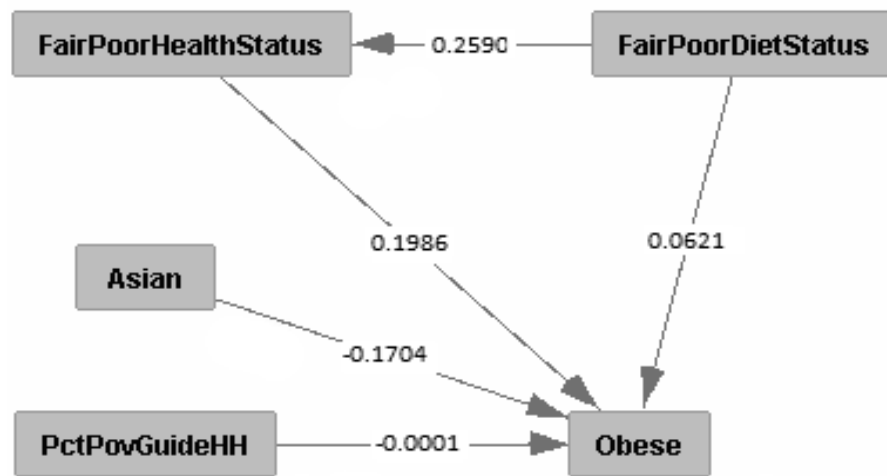 FairPoorHealthStatus
0.2590
FairPoorDietStatus
0.1986
0.0621
Asian
-0.1704
PctPovGuideHH
-0.0001
Obese